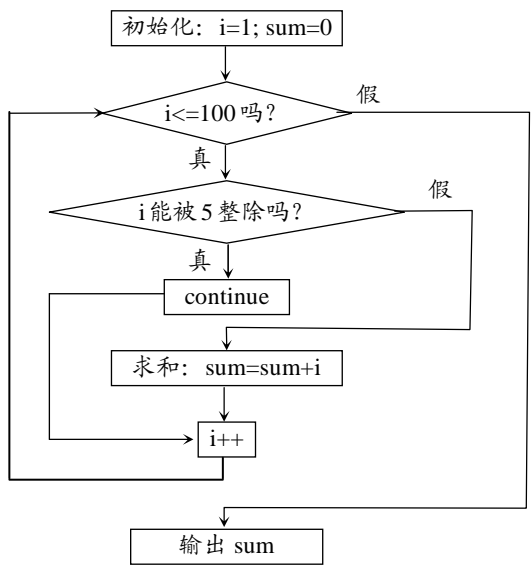 初始化：i=1; sum=0
i<=100吗？
假
真
i能被5整除吗？
假
真
continue
求和：sum=sum+i
i++
输出 sum